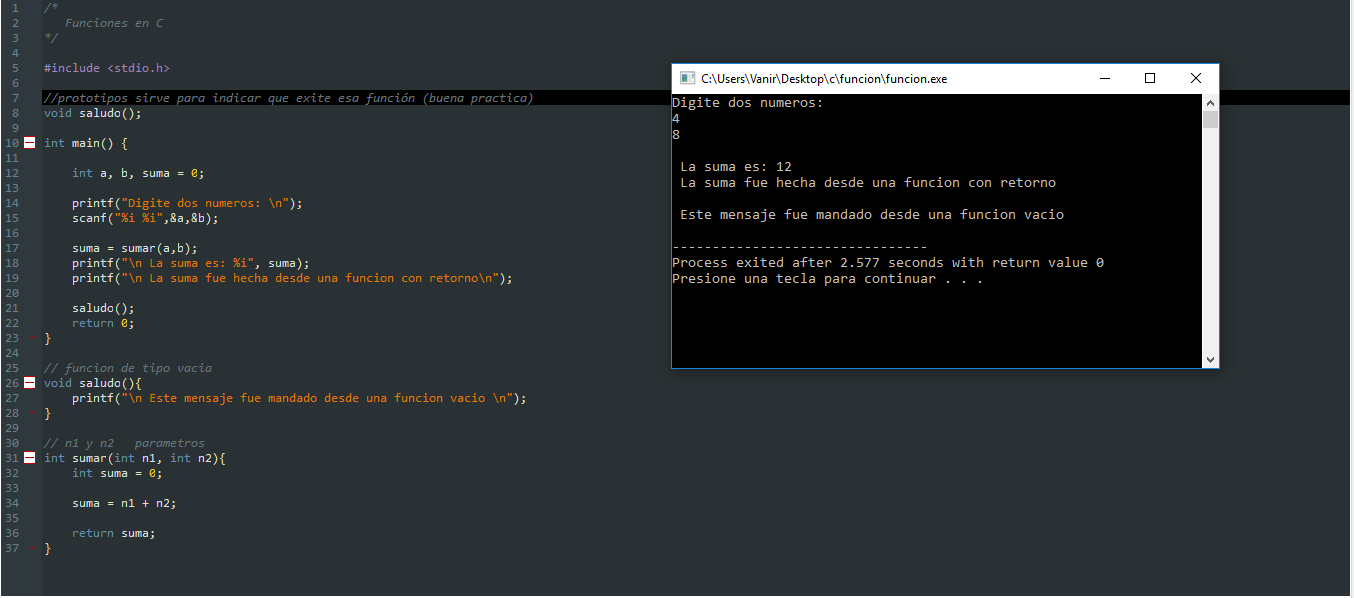 1 /*
2 Funciones en C
3 */
4
5 #include <stdio.h>
6
7 //prototipos sirve para indicar que exite esa función (buena practica)
8 void saludo();
9
10 int main() {
11
12 int a, b, suma = 0;
13
14 printf("Digite dos numeros: \n");
15 scanf("%i %i",&a,&b);
16
17 suma = sumar(a,b);
18 printf("\n La suma es: %i", suma);
19 printf("\n La suma fue hecha desde una funcion con retorno\n");
20
21 saludo();
22 return 0;
23 }
24
25 // funcion de tipo vacia
26 void saludo(){
27 printf("\n Este mensaje fue mandado desde una funcion vacio \n");
28 }
29
30 // n1 y n2 parametros
31 int sumar(int n1, int n2){
32 int suma = 0;
33
34 suma = n1 + n2;
35
36 return suma;
37 }
C:\Users\Vanir\Desktop\c\funcion\funcion.exe
Digite dos numeros:
4
8
La suma es: 12
La suma fue hecha desde una funcion con retorno
Este mensaje fue mandado desde una funcion vacio
--------------------------------
Process exited after 2.577 seconds with return value 0
Presione una tecla para continuar . . .